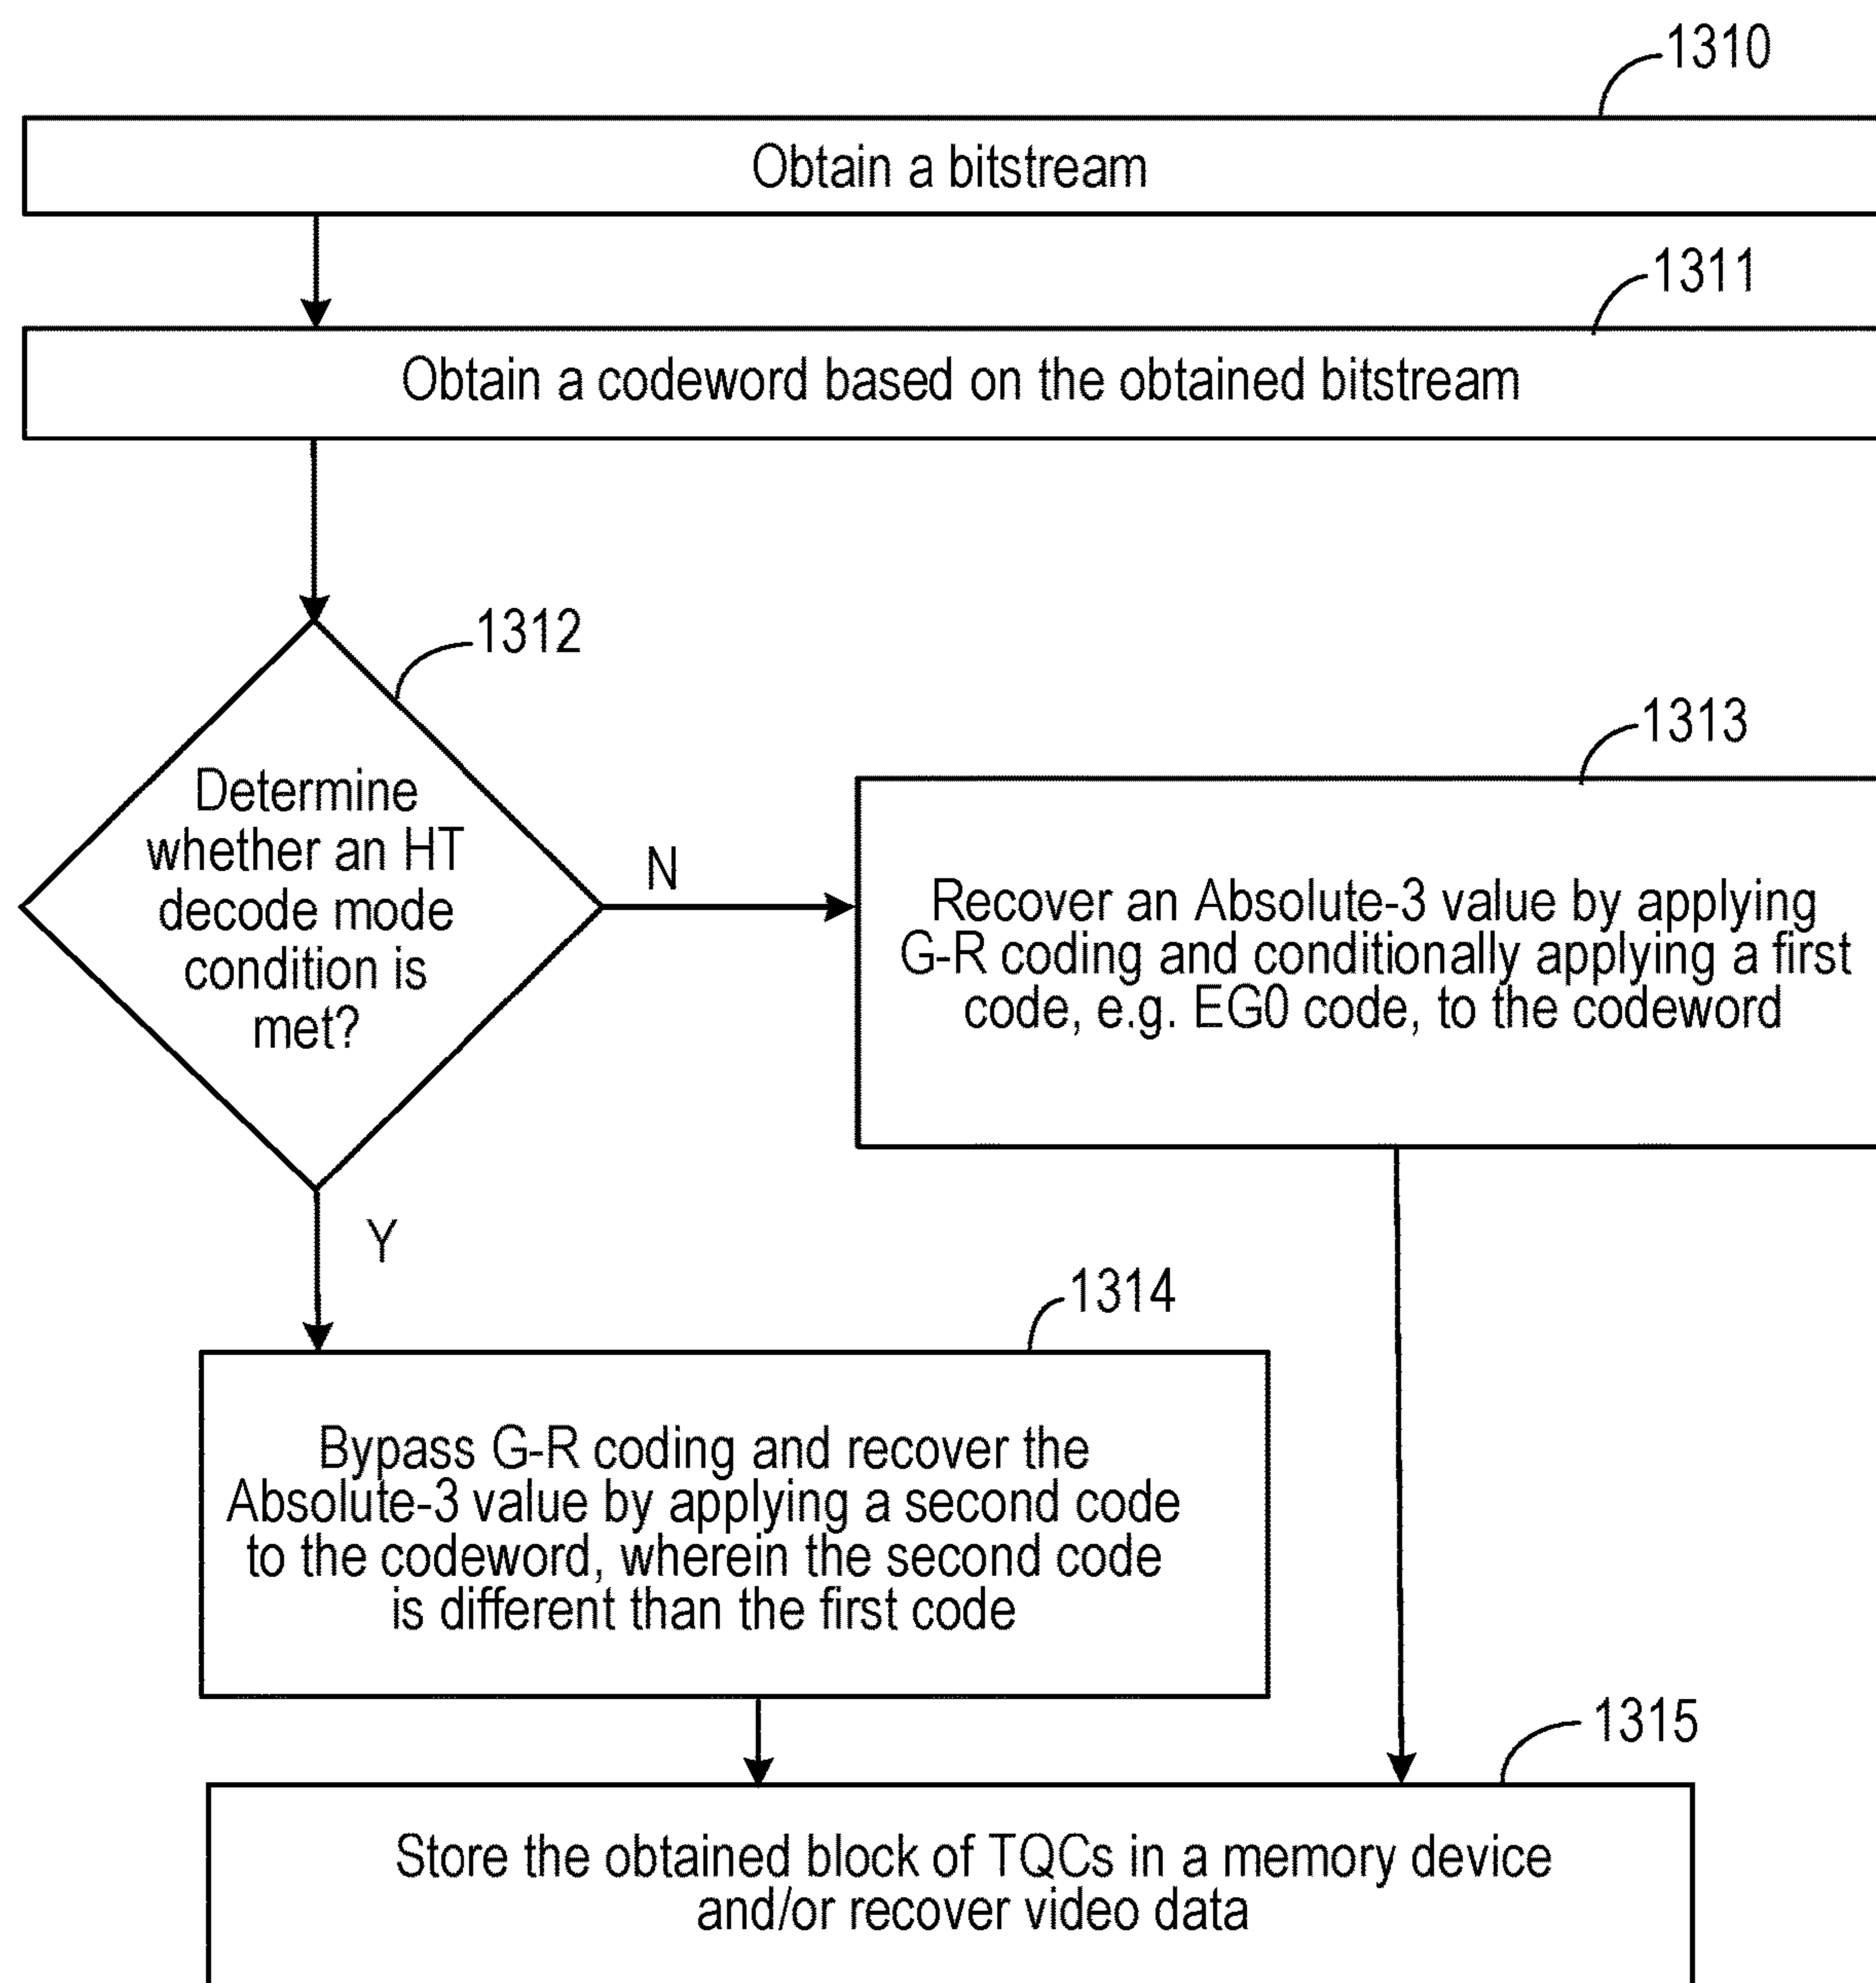 1310
Obtain a bitstream
1311
Obtain a codeword based on the obtained bitstream
1312
Determine
whether an HT
decode mode
condition is
met?
N
1313
Recover an Absolute-3 value by applying
G-R coding and conditionally applying a first
code, e.g. EG0 code, to the codeword
Y
1314
Bypass G-R coding and recover the
Absolute-3 value by applying a second code
to the codeword, wherein the second code
is different than the first code
1315
Store the obtained block of TQCs in a memory device
and/or recover video data